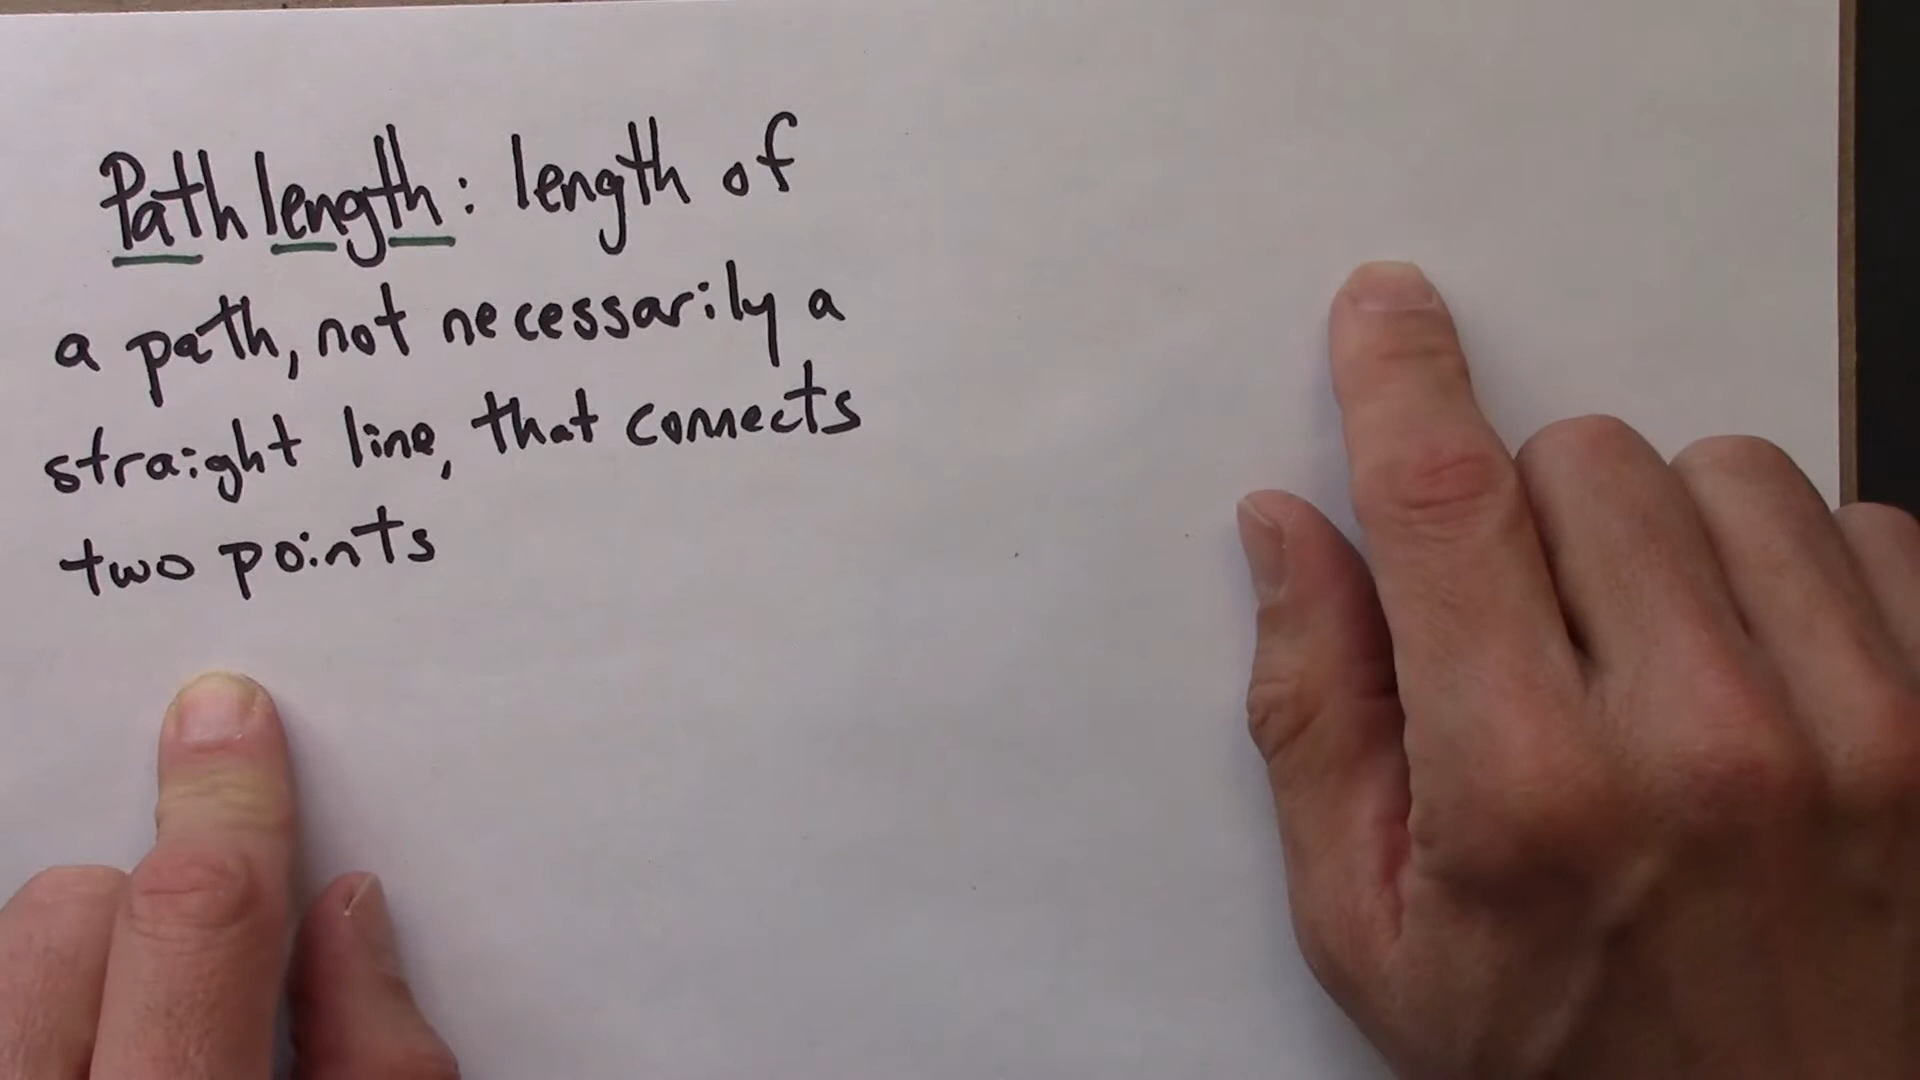 Path length: length of
a path, not necessarily a
straight line, that connects
two points